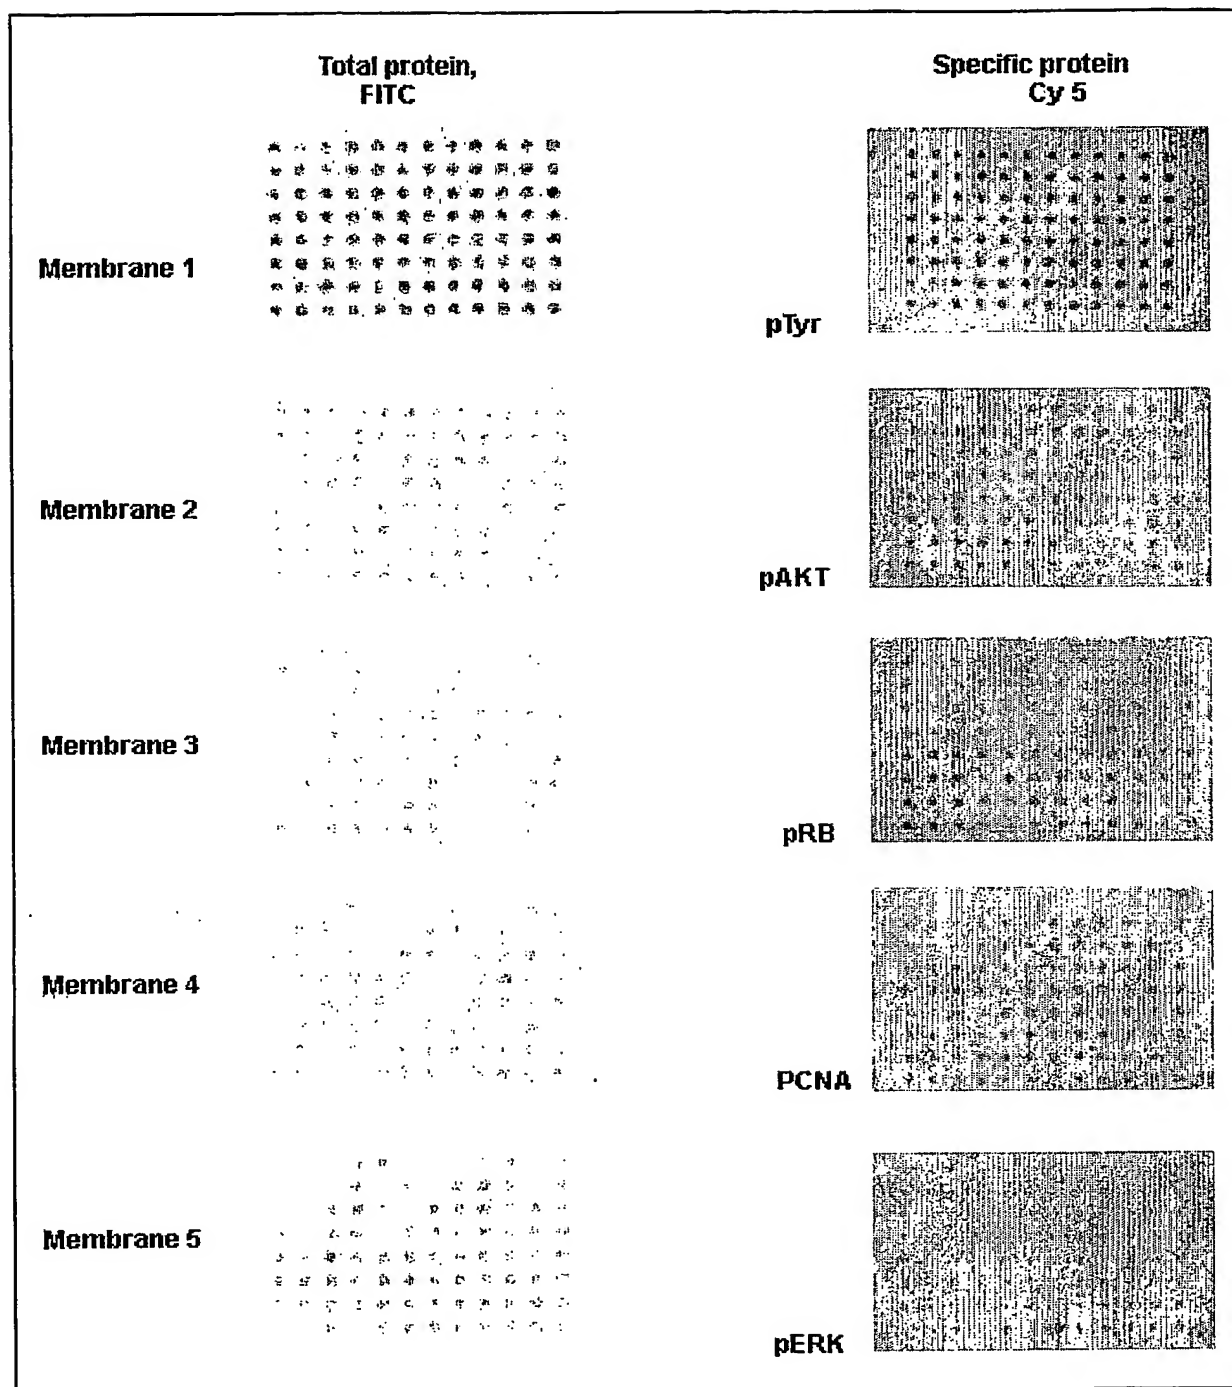 Total protein,
FITC
Specific protein
Cy 5
Membrane 1
pTyr
Membrane 2
pAKT
Membrane 3
pRB
Membrane 4
PCNA
Membrane 5
pERK